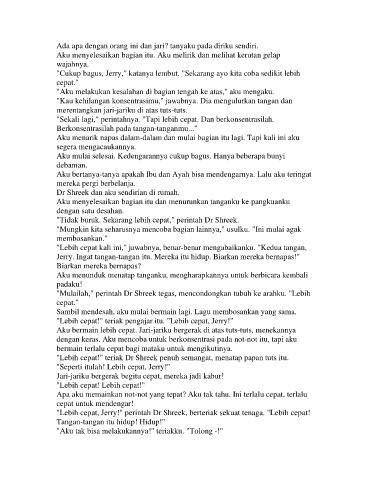 Ada apa dengan orang ini dan jari? tanyaku pada diriku sendiri.
Aku menyelesaikan bagian itu. Aku melirik dan melihat kerutan gelap
wajahnya.
"Cukup bagus, Jerry," katanya lembut. "Sekarang ayo kita coba sedikit lebih
cepat."
"Aku melakukan kesalahan di bagian tengah ke atas," aku mengaku.
"Kau kehilangan konsentrasimu," jawabnya. Dia mengulurkan tangan dan
merentangkan jari-jariku di atas tuts-tuts.
"Sekali lagi," perintahnya. "Tapi lebih cepat. Dan berkonsentrasilah.
Berkonsentrasilah pada tangan-tanganmu..."
Aku menarik napas dalam-dalam dan mulai bagian itu lagi. Tapi kali ini aku
segera mengacaukannya.
Aku mulai selesai. Kedengarannya cukup bagus. Hanya beberapa bunyi
debaman.
Aku bertanya-tanya apakah Ibu dan Ayah bisa mendengarnya. Lalu aku teringat
mereka pergi berbelanja.
Dr Shreek dan aku sendirian di rumah.
Aku menyelesaikan bagian itu dan menurunkan tanganku ke pangkuanku
dengan satu desahan.
"Tidak buruk. Sekarang lebih cepat," perintah Dr Shreek.
"Mungkin kita seharusnya mencoba bagian lainnya," usulku. "Ini mulai agak
membosankan."
"Lebih cepat kali ini," juwabnya, benar-benar mengabaikanku. "Kedua tangan,
Jerry. Ingat tangan-tangan itu. Mereka itu hidup. Biarkan mereka bernapas!"
Biarkan mereka bernapas?
Aku menunduk menatap tanganku, mengharapkannya untuk berbicara kembali
padaku!
"Mulailah," perintah Dr Shreek tegas, mencondongkan tubuh ke arahku. "Lebih
cepat."
Sambil mendesah, aku mulai bermain lagi. Lagu membosankan yang sama.
"Lebih cepat!" teriak pengajar itu. "Lebih cepat, Jerry!"
Aku bermain lebih cepat. Jari-jariku bergerak di atas tuts-tuts, menekannya
dengan keras. Aku mencoba untuk berkonsentrasi pada not-not itu, tapi aku
bermain terlalu cepat bagi mataku untuk mengikutinya.
"Lebih cepat!" teriak Dr Shreek penuh semangat, menatap papan tuts itu.
"Seperti itulah! Lebih cepat, Jerry!"
Jari-jariku bergerak begitu cepat, mereka jadi kabur!
"Lebih cepat! Lebih cepat!"
Apa aku memainkan not-not yang tepat? Aku tak tahu. Ini terlalu cepat, terlalu
cepat untuk mendengar!
"Lebih cepat, Jerry!" perintah Dr Shreek, berteriak sekuat tenaga. "Lebih cepat!
Tangan-tangan itu hidup! Hidup!"
"Aku tak bisa melakukannya!" teriakku. "Tolong -!"